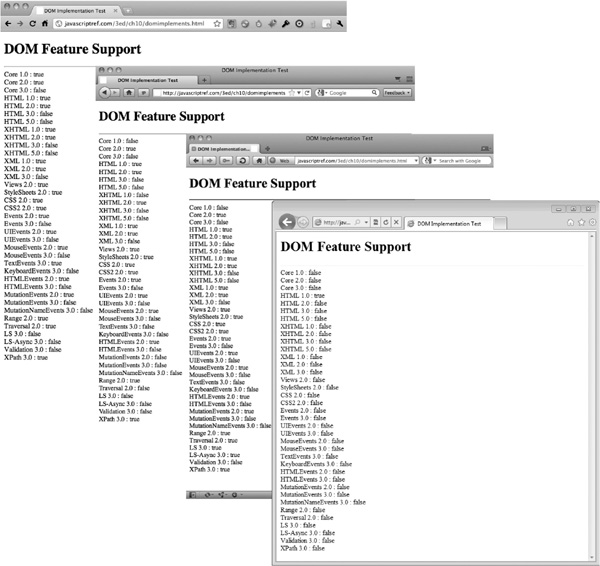 DOM Implementation Test
javascriptref.com/3ed/ch10/domimplements.html
DOM Feature Support
Core 1.0 : true
Core 2.0 : true
Core 3.0 : false
HTML 1.0 : true
HTML 2.0 : true
HTML 3.0 : true
HTML 5.0 : true
XHTML 1.0 : true
XHTML 2.0 : true
XHTML 3.0 : true
XHTML 5.0 : true
XML 1.0 : true
XML 2.0 : true
XML 3.0 : true
Views 2.0 : true
StyleSheets 2.0 : true
CSS 2.0 : true
CSS2 2.0 : true
Events 2.0 : true
Events 3.0 : true
UIEvents 2.0 : true
UIEvents 3.0 : true
MouseEvents 2.0 : true
MouseEvents 3.0 : true
TextEvents 3.0 : true
KeyboardEvents 3.0 : false
HTMLEvents 2.0 : true
HTMLEvents 3.0 : true
MutationEvents 2.0 : true
MutationEvents 3.0 : true
MutationNameEvents 3.0 : false
Range 2.0 : true
Traversal 2.0 : true
LS 3.0 : false
LS-Async 3.0 : false
Validation 3.0 : false
XPath 3.0 : true
DOM Implementation Test
DOM Implementation Test
http://javascriptref.com/3ed/ch10/domimplements
Google
Feedback
DOM Feature Support
Core 1.0 : false
Core 2.0 : true
Core 3.0 : false
HTML 1.0 : true
HTML 2.0 : true
HTML 3.0 : false
HTML 5.0 : false
XHTML 1.0 : false
XHTML 2.0 : true
XHTML 3.0 : false
XHTML 5.0 : false
XML 1.0 : true
XML 2.0 : true
XML 3.0 : false
Views 2.0 : true
StyleSheets 2.0 : true
CSS 2.0 : true
CSS2 2.0 : true
Events 2.0 : true
Events 3.0 : false
UIEvents 2.0 : true
UIEvents 3.0 : false
MouseEvents 2.0 : true
MouseEvents 3.0 : false
TextEvents 3.0 : false
KeyboardEvents 3.0 : false
HTMLEvents 2.0 : true
HTMLEvents 3.0 : false
MutationEvents 2.0 : false
MutationEvents 3.0 : false
MutationNameEvents 3.0 : false
Range 2.0 : true
Traversal 2.0 : false
LS 3.0 : false
LS-Async 3.0 : false
Validation 3.0 : false
XPath 3.0 : true
DOM Implementation Test
DOM Implementation...
Web
javascriptref.com/3ed/ch10/domimplements.html
Search with Google
DOM Feature Support
Core 1.0 : false
Core 2.0 : true
Core 3.0 : true
HTML 1.0 : true
HTML 2.0 : true
HTML 3.0 : false
HTML 5.0 : false
XHTML 1.0 : true
XHTML 2.0 : true
XHTML 3.0 : false
XHTML 5.0 : false
XML 1.0 : true
XML 2.0 : true
XML 3.0 : true
Views 2.0 : true
StyleSheets 2.0 : true
CSS 2.0 : true
CSS2 2.0 : true
Events 2.0 : true
Events 3.0 : true
UIEvents 2.0 : true
UIEvents 3.0 : false
MouseEvents 2.0 : true
MouseEvents 3.0 : false
TextEvents 3.0 : false
KeyboardEvents 3.0 : false
HTMLEvents 2.0 : true
HTMLEvents 3.0 : false
MutationEvents 2.0 : true
MutationEvents 3.0 : false
MutationNameEvents 3.0 : false
Range 2.0 : true
Traversal 2.0 : true
LS 3.0 : true
LS-Async 3.0 : true
Validation 3.0 : false
XPath 3.0 : true
http://jav...
DOM Implementation Test
DOM Feature Support
Core 1.0 : false
Core 2.0 : false
Core 3.0 : false
HTML 1.0 : true
HTML 2.0 : false
HTML 3.0 : false
HTML 5.0 : false
XHTML 1.0 : false
XHTML 2.0 : false
XHTML 3.0 : false
XHTML 5.0 : false
XML 1.0 : false
XML 2.0 : false
XML 3.0 : false
Views 2.0 : false
StyleSheets 2.0 : false
CSS 2.0 : false
CSS2 2.0 : false
Events 2.0 : false
Events 3.0 : false
UIEvents 2.0 : false
UIEvents 3.0 : false
MouseEvents 2.0 : false
MouseEvents 3.0 : false
TextEvents 3.0 : false
KeyboardEvents 3.0 : false
HTMLEvents 2.0 : false
HTMLEvents 3.0 : false
MutationEvents 2.0 : false
MutationEvents 3.0 : false
MutationNameEvents 3.0 : false
Range 2.0 : false
Traversal 2.0 : false
LS 3.0 : false
LS-Async 3.0 : false
Validation 3.0 : false
XPath 3.0 : false